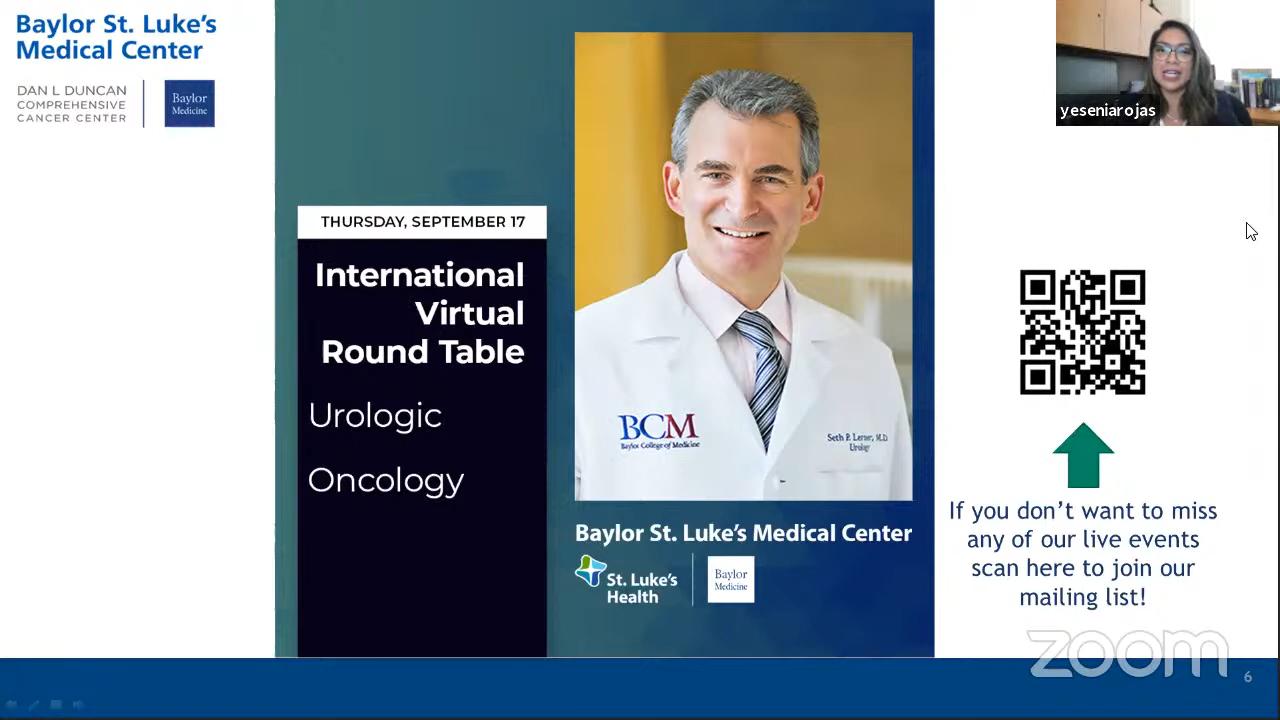 Baylor St. Luke's
Medical Center
DAN L DUNCAN
COMPREHENSIVE
CANCER CENTER
Baylor
Medicine
THURSDAY, SEPTEMBER 17
International
Virtual
Round Table
Urologic
Oncology
BCM
Baylor College of Medicine
Seth P. Lerner, M.D.
Urology
Baylor St. Luke's Medical Center
St. Luke's
Health
Baylor
Medicine
yeseniarojas
If you don't want to miss
any of our live events
scan here to join our
mailing list!
zoom
6